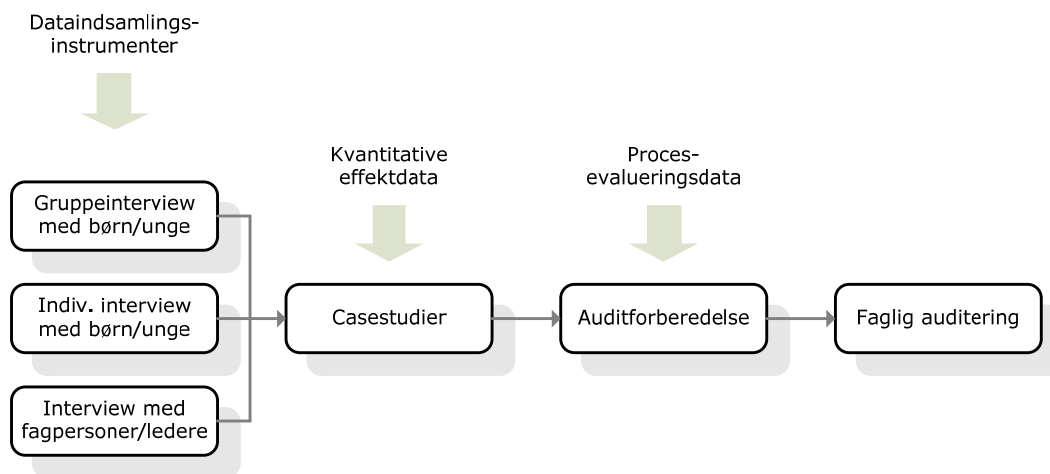 Dataindsamlings-
instrumenter
Kvantitative
effektdata
Proces-
evalueringsdata
Gruppeinterview
med børn/unge
Indiv. interview
med børn/unge
Interview med
fagpersoner/ledere
Casestudier
Auditforberedelse
Faglig auditering